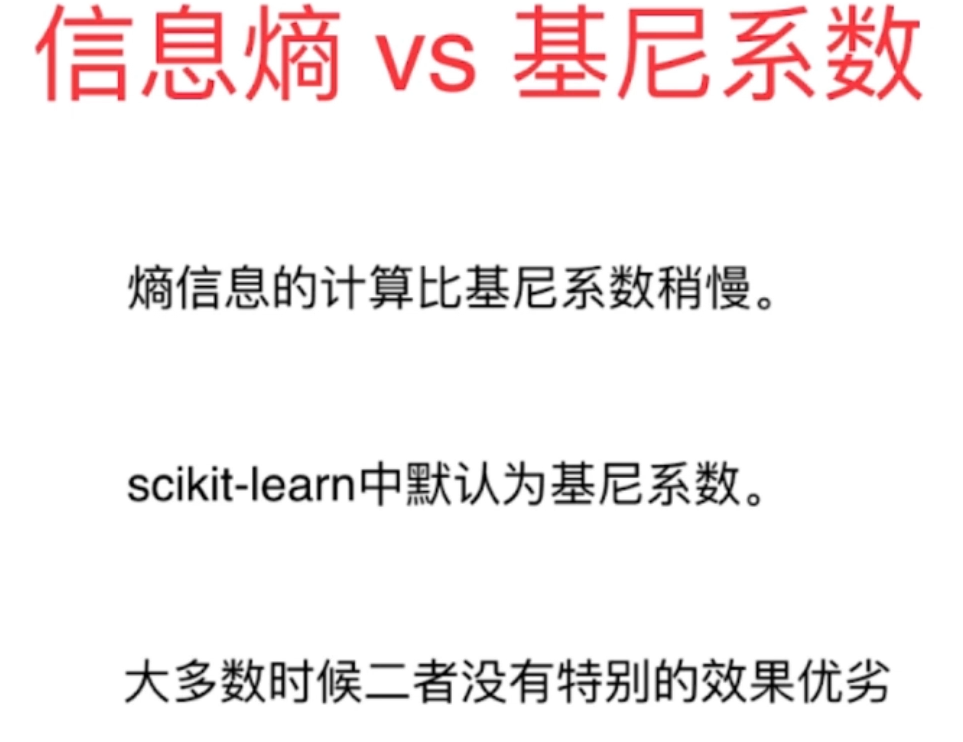 信息熵 vs 基尼系数
熵信息的计算比基尼系数稍慢。
scikit-learn中默认为基尼系数。
大多数时候二者没有特别的效果优劣